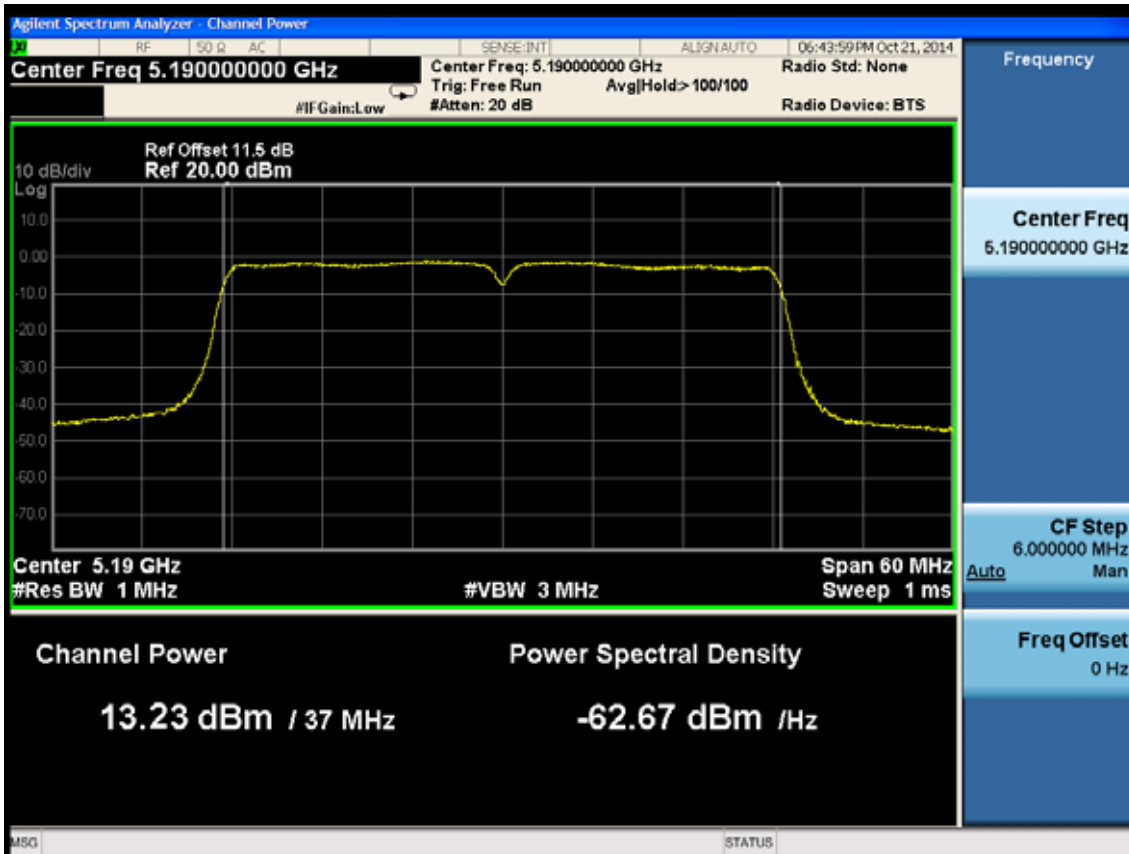 Agilent Spectrum Analyzer - Channel Power
RF 50 Ω AC SENSE:INT ALIGN AUTO 06:43:59 PM Oct 21, 2014
Center Freq 5.190000000 GHz
Center Freq: 5.190000000 GHz Radio Std: None
Trig: Free Run Avg|Hold:> 100/100
#IFGain:Low #Atten: 20 dB Radio Device: BTS
Ref Offset 11.5 dB
10 dB/div Ref 20.00 dBm
Log
10.0
0.00
-10.0
-20.0
-30.0
-40.0
-50.0
-60.0
-70.0
Center 5.19 GHz Span 60 MHz
#Res BW 1 MHz #VBW 3 MHz Sweep 1 ms
Channel Power Power Spectral Density
13.23 dBm / 37 MHz -62.67 dBm /Hz
MSG STATUS
Frequency
Center Freq
5.190000000 GHz
CF Step
6.000000 MHz
Auto Man
Freq Offset
0 Hz